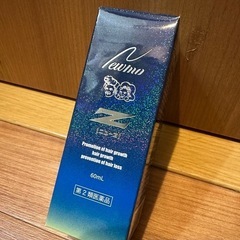 Newmo
Z
[ニューモ]
Promotion of hair growth
hair growth
prevention of hair loss
60mL
第2類医薬品